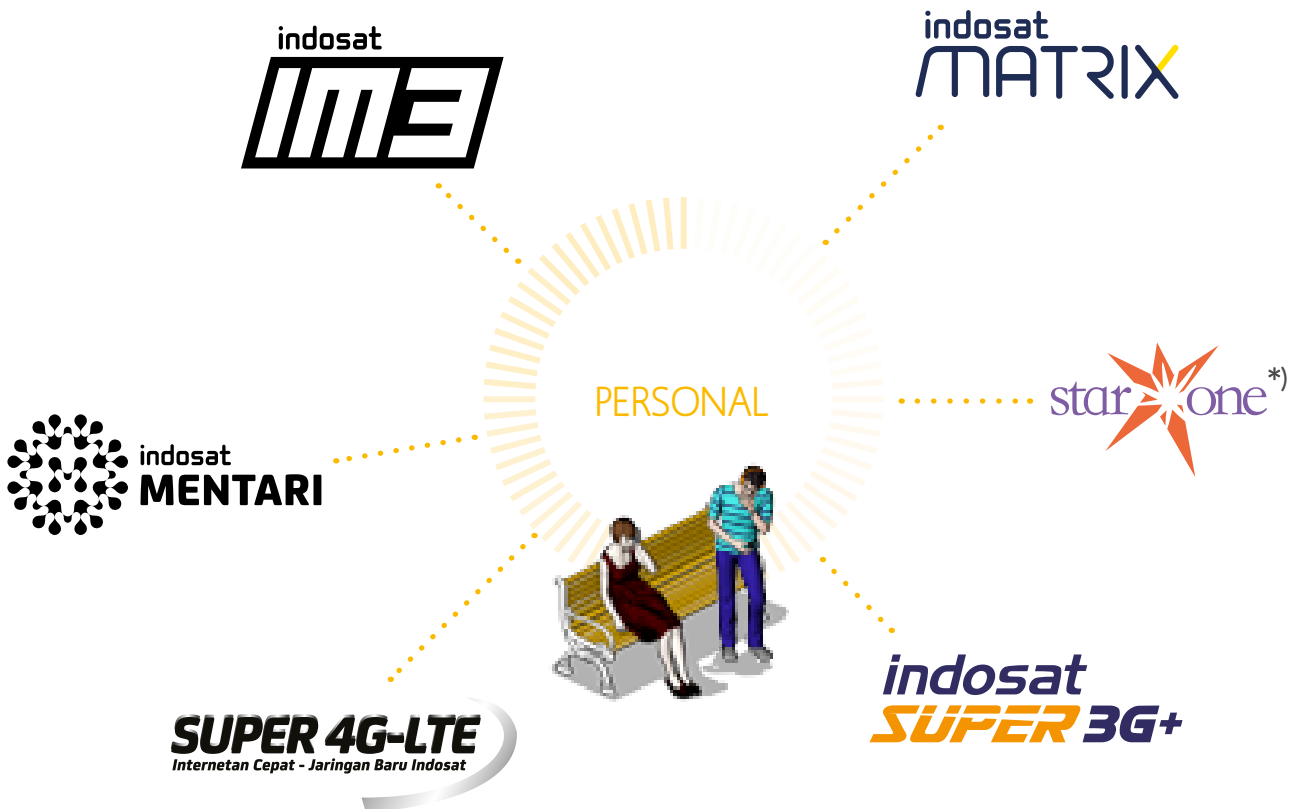 indosat
IM3
indosat
MATRIX
PERSONAL
star one*)
indosat
MENTARI
indosat
SUPER 3G+
SUPER 4G-LTE
Internetan Cepat - Jaringan Baru Indosat